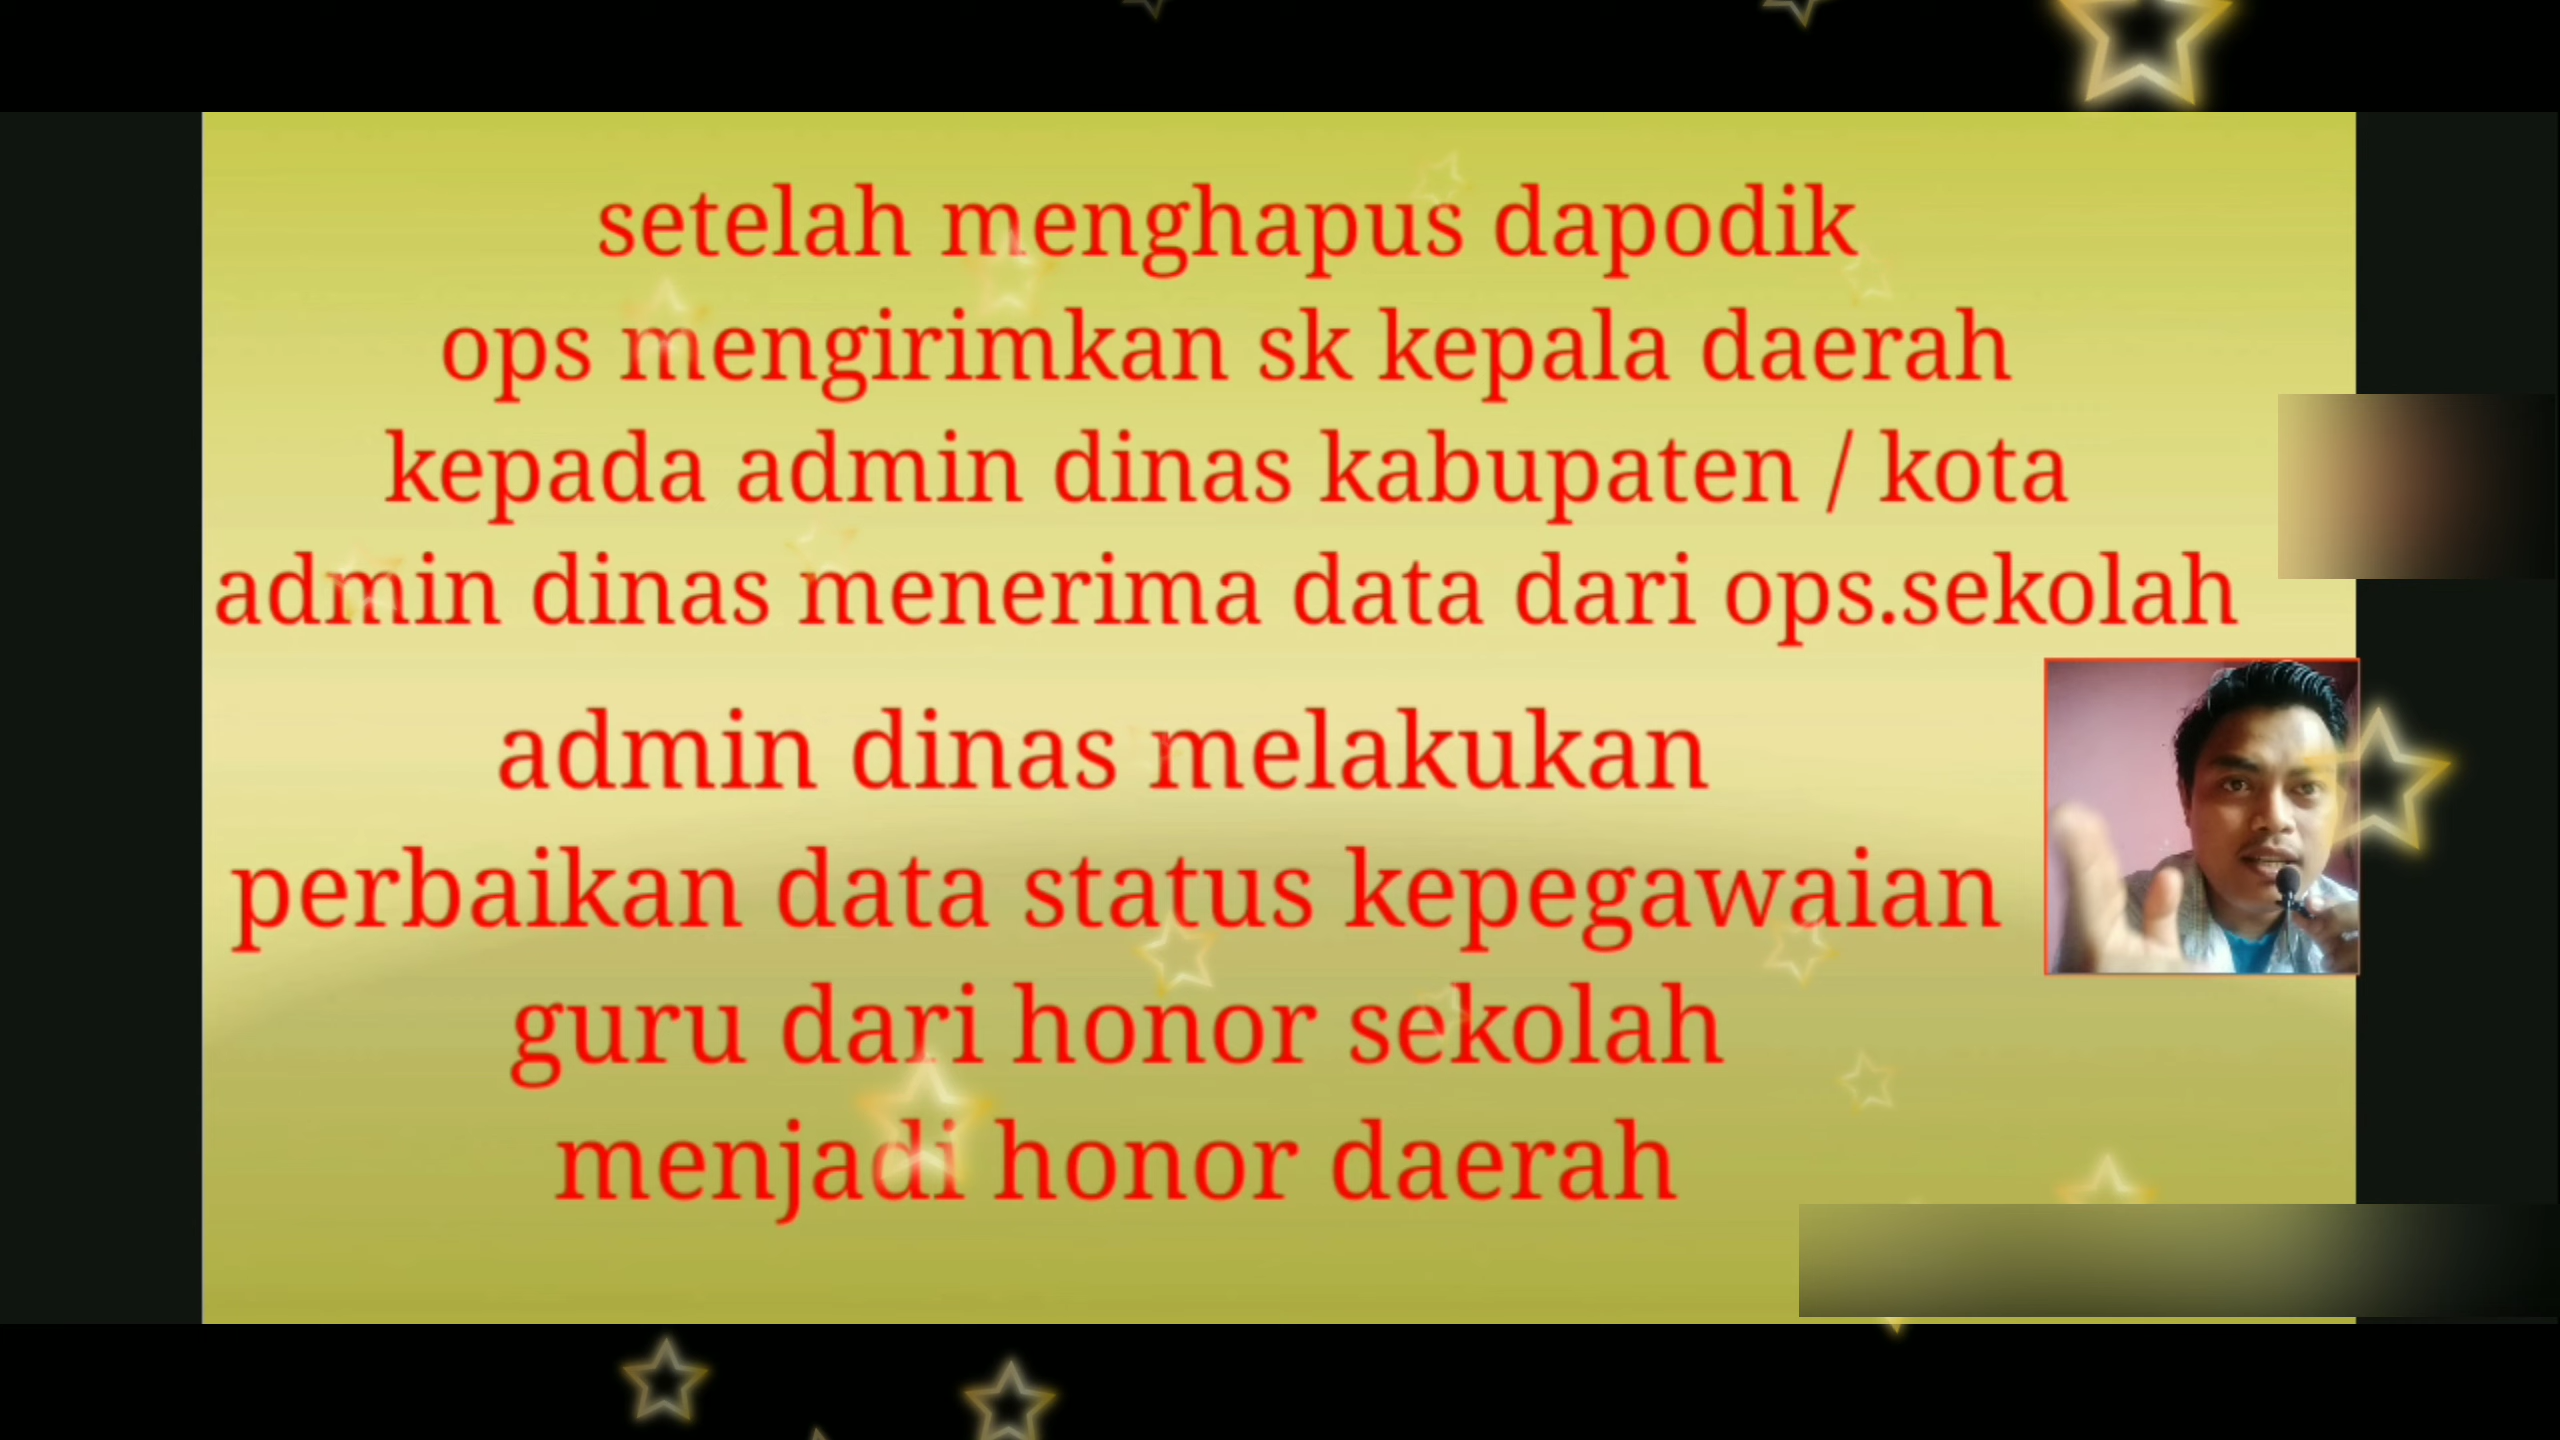 setelah menghapus dapodik
ops mengirimkan sk kepala daerah
kepada admin dinas kabupaten / kota
admin dinas menerima data dari ops.sekolah
admin dinas melakukan
perbaikan data status kepegawaian
guru dari honor sekolah
menjadi honor daerah